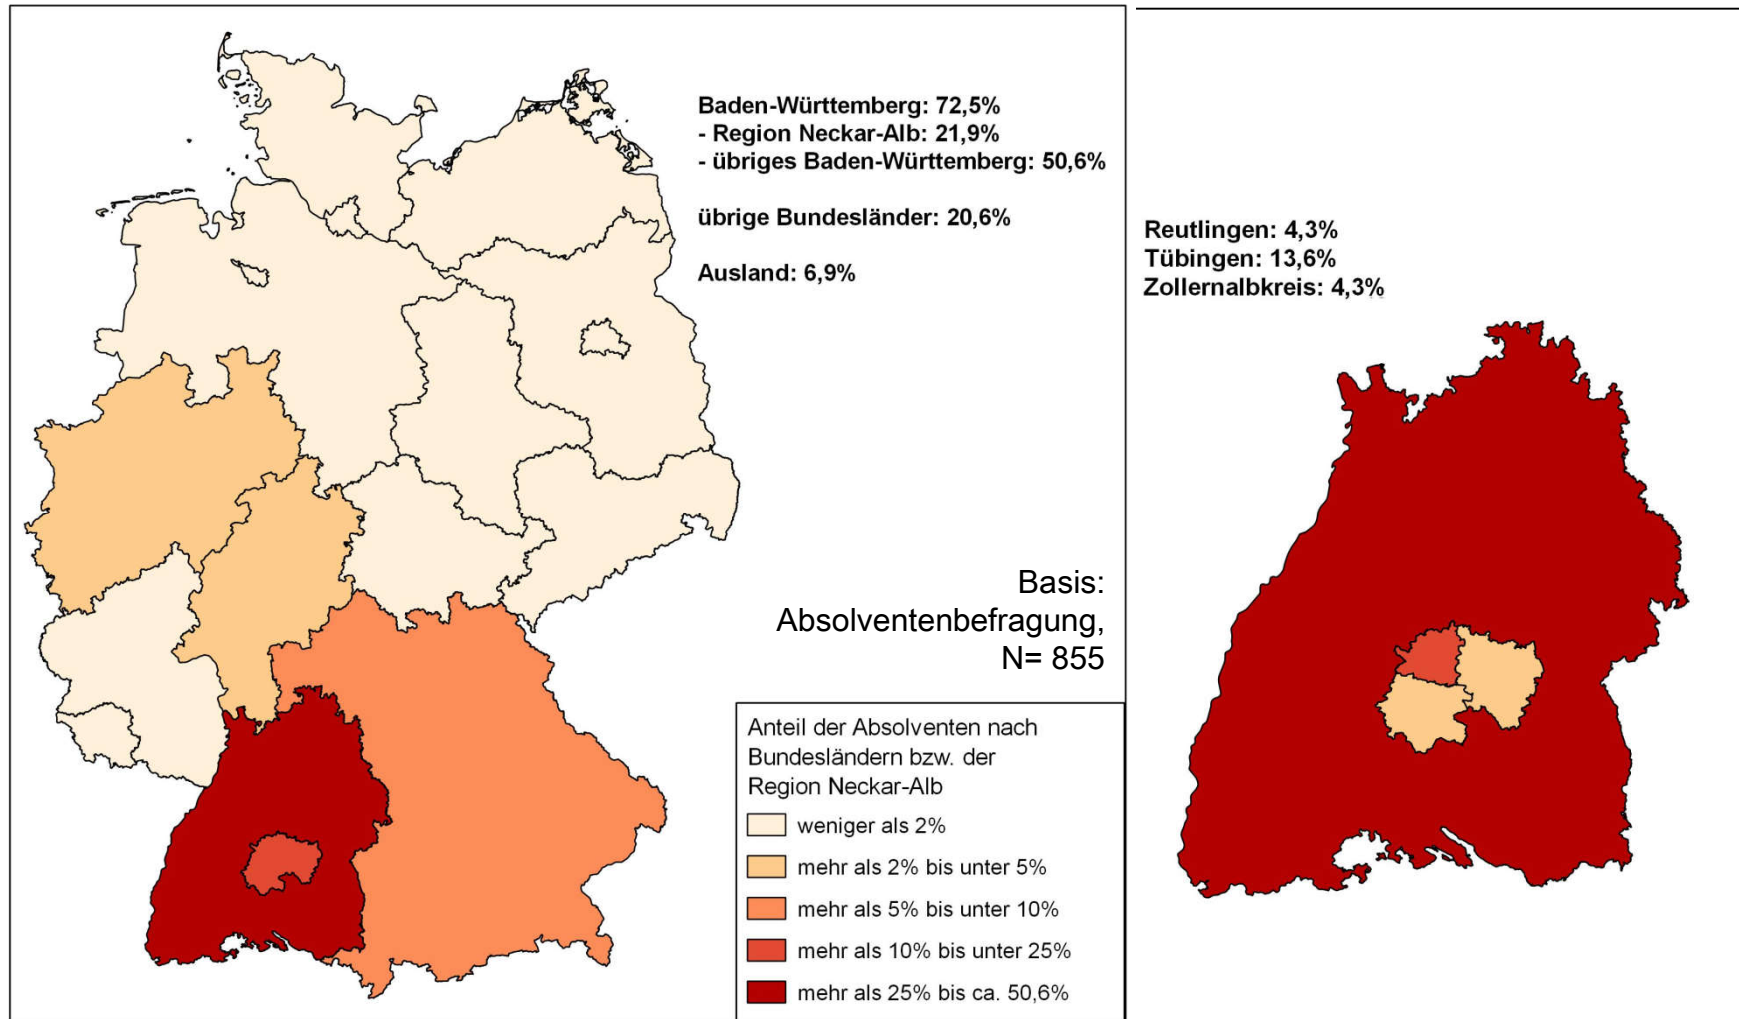 Baden-Württemberg: 72,5%
- Region Neckar-Alb: 21,9%
- übriges Baden-Württemberg: 50,6%
übrige Bundesländer: 20,6%
Ausland: 6,9%
Basis:
Absolventenbefragung,
N= 855
Anteil der Absolventen nach
Bundesländern bzw. der
Region Neckar-Alb
weniger als 2%
mehr als 2% bis unter 5%
mehr als 5% bis unter 10%
mehr als 10% bis unter 25%
mehr als 25% bis ca. 50,6%
Reutlingen: 4,3%
Tübingen: 13,6%
Zollernalbkreis: 4,3%